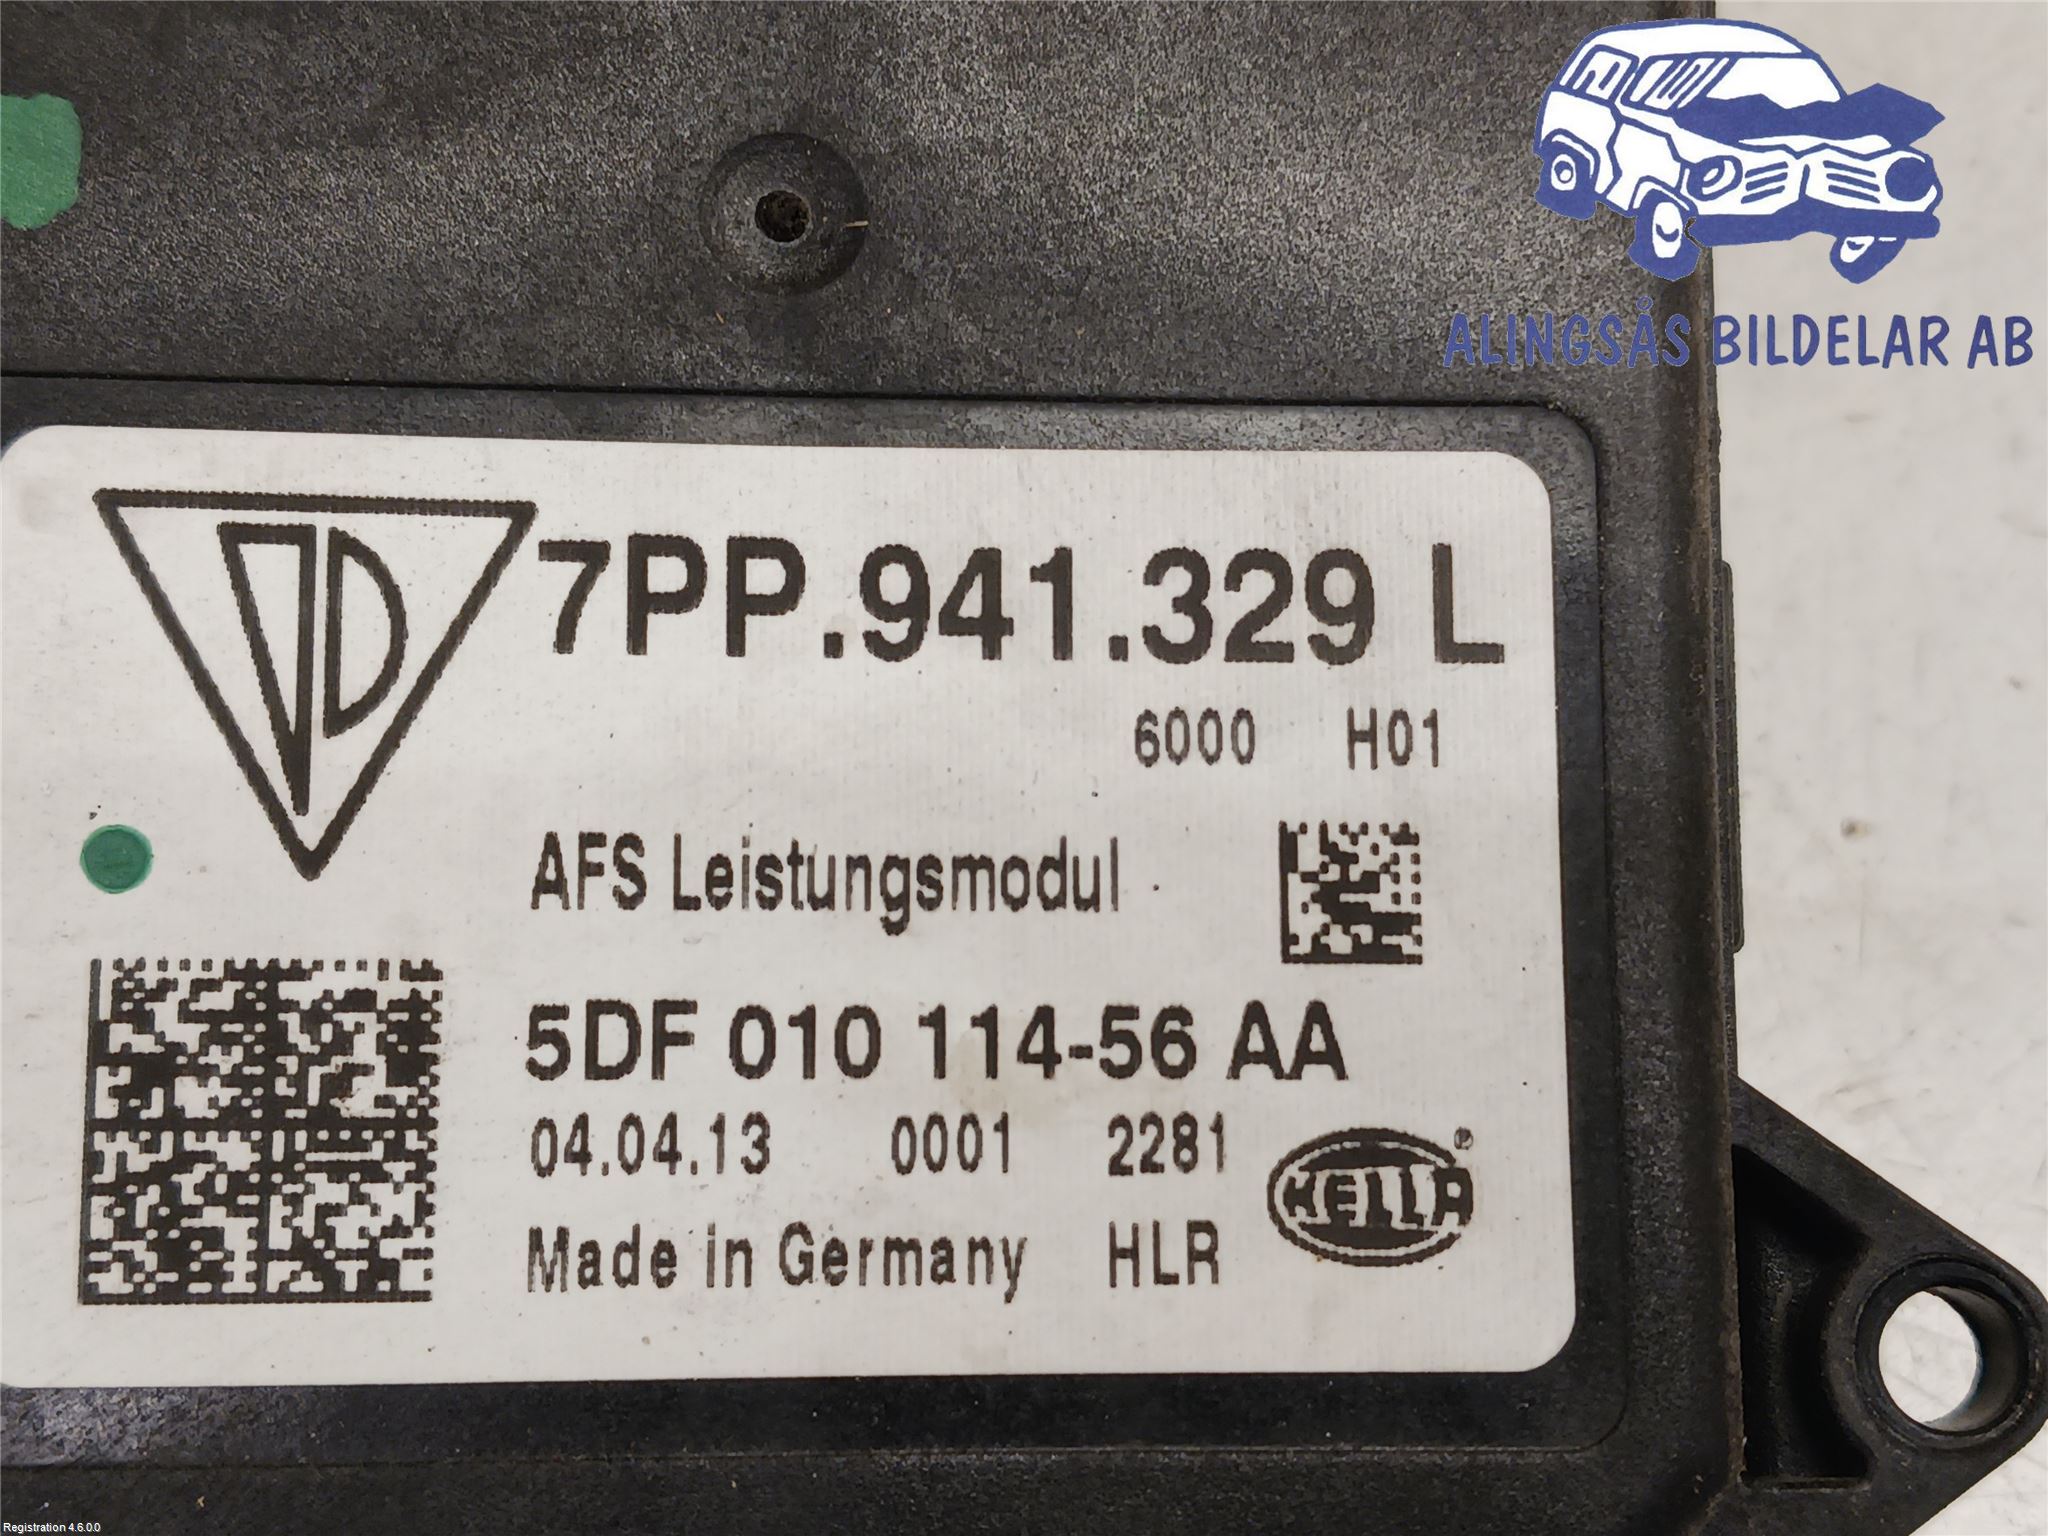 ALINGSÅS BILDELAR AB
7PP.941.329 L
6000 H01
AFS Leistungsmodul
5DF 010 114-56 AA
04.04.13 0001 2281
HELLA®
Made in Germany HLR
Registration 4.6.0.0